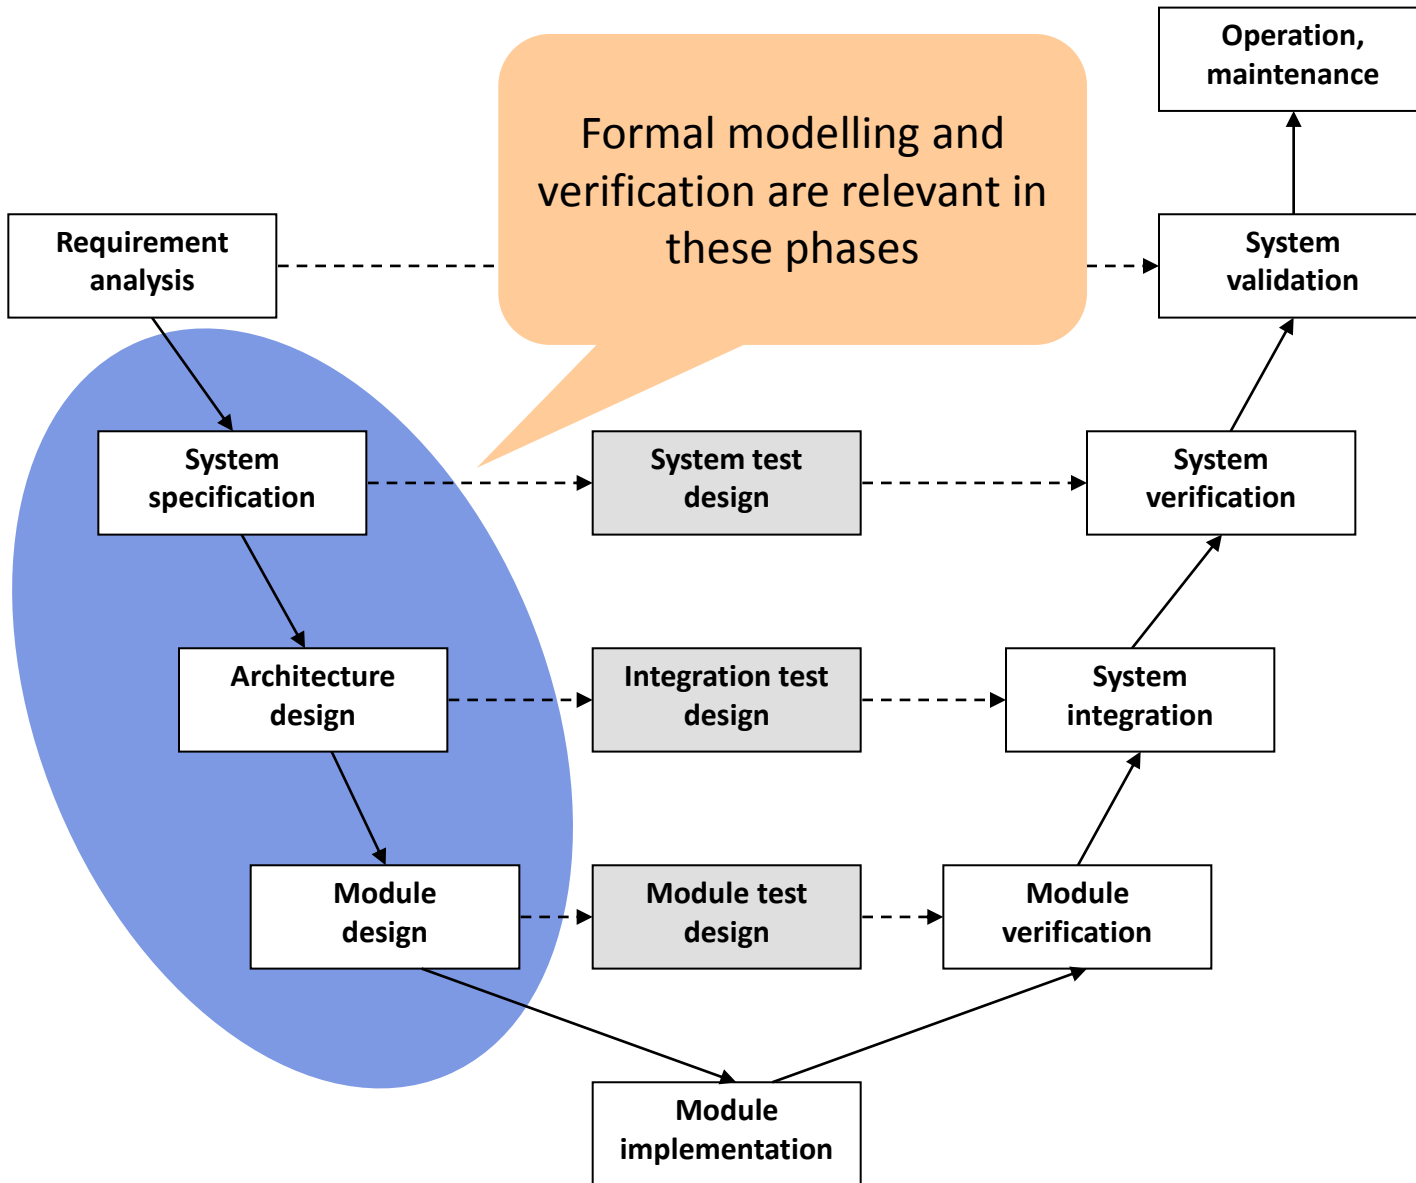 Operation,
maintenance
Formal modelling and
verification are relevant in
these phases
Requirement
analysis
System
validation
System
specification
System test
design
System
verification
Architecture
design
Integration test
design
System
integration
Module
design
Module test
design
Module
verification
Module
implementation